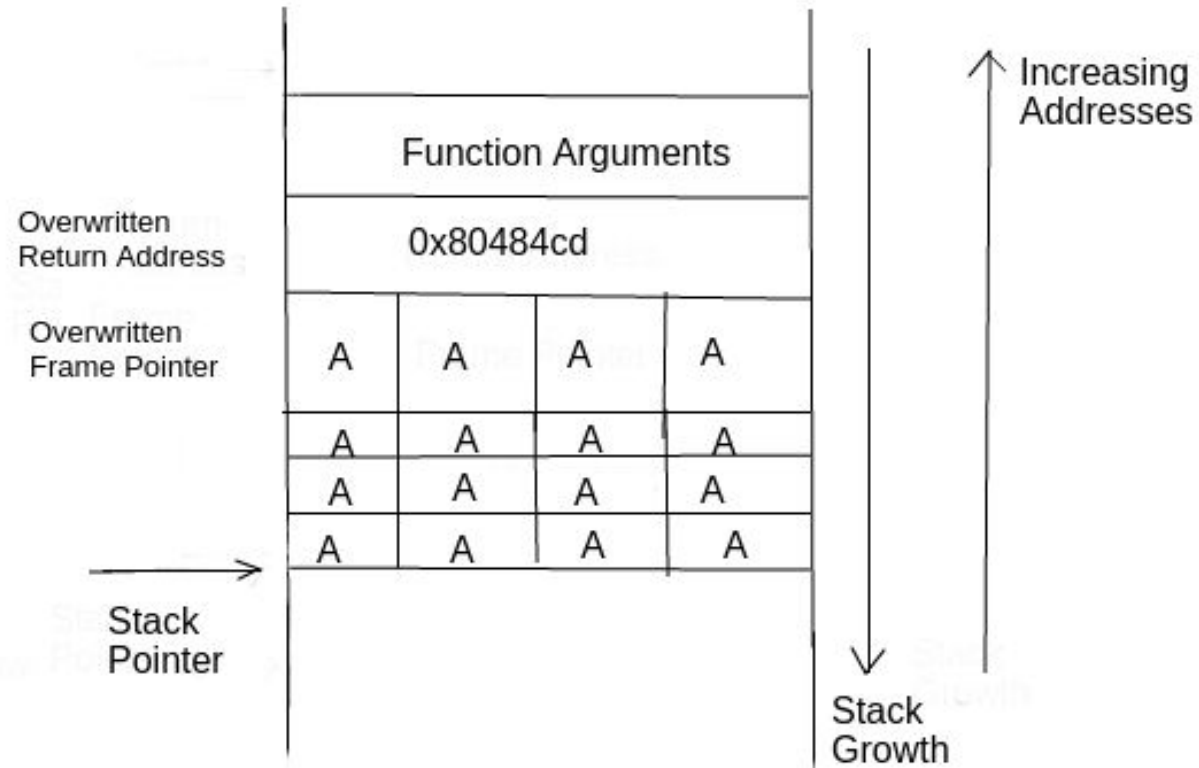 Increasing
Addresses
Function Arguments
Overwritten
Return Address
0x80484cd
Overwritten
Frame Pointer
A A A A
A A A A
A A A A
A A A A
Stack
Pointer
Stack
Growth